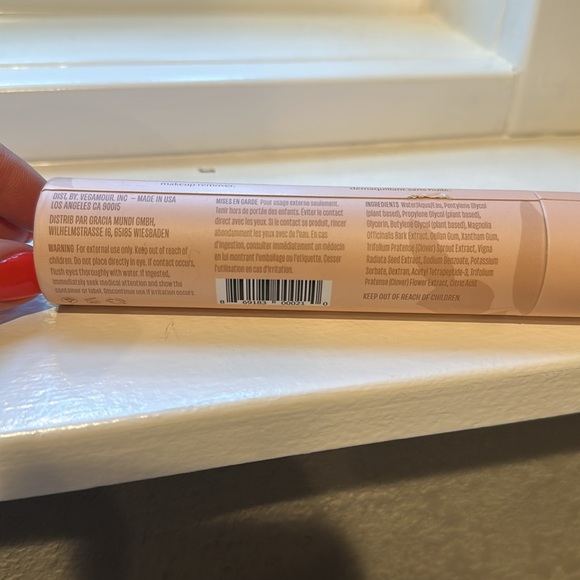 makeup remover.
démaquillant sans huile.
DIST. BY. VEGAMOUR, INC – MADE IN USA
LOS ANGELES CA 90015
DISTRIB PAR GRACIA MUNDI GMBH,
WILHELMSTRASSE 16, 65185 WIESBADEN
WARNING For external use only. Keep out of reach of
children. Do not place directly in eye. If contact occurs,
flush eyes thoroughly with water. If ingested,
immediately seek medical attention and show the
container or label. Discontinue use if irritation occurs.
MISES EN GARDE. Pour usage externe seulement.
Tenir hors de portée des enfants. Éviter le contact
direct avec les yeux. Si le contact se produit, rincer
abondamment les yeux avec de l'eau. En cas
d'ingestion, consulter immédiatement un médecin
en lui montrant l'emballage ou l'étiquette. Cesser
l'utilisation en cas d'irritation.
8 69183 00021 0
INGREDIENTS Water/Aqua/Eau, Pentylene Glycol
(plant based), Propylene Glycol (plant based),
Glycerin, Butylene Glycol (plant based), Magnolia
Officinalis Bark Extract, Gellan Gum, Xantham Gum,
Trifolium Pratense (Clover) Sprout Extract, Vigna
Radiata Seed Extract, Sodium Benzoate, Potassium
Sorbate, Dextran, Acetyl Tetrapeptide-3, Trifolium
Pratense (Clover) Flower Extract, Citric Acid
KEEP OUT OF REACH OF CHILDREN.